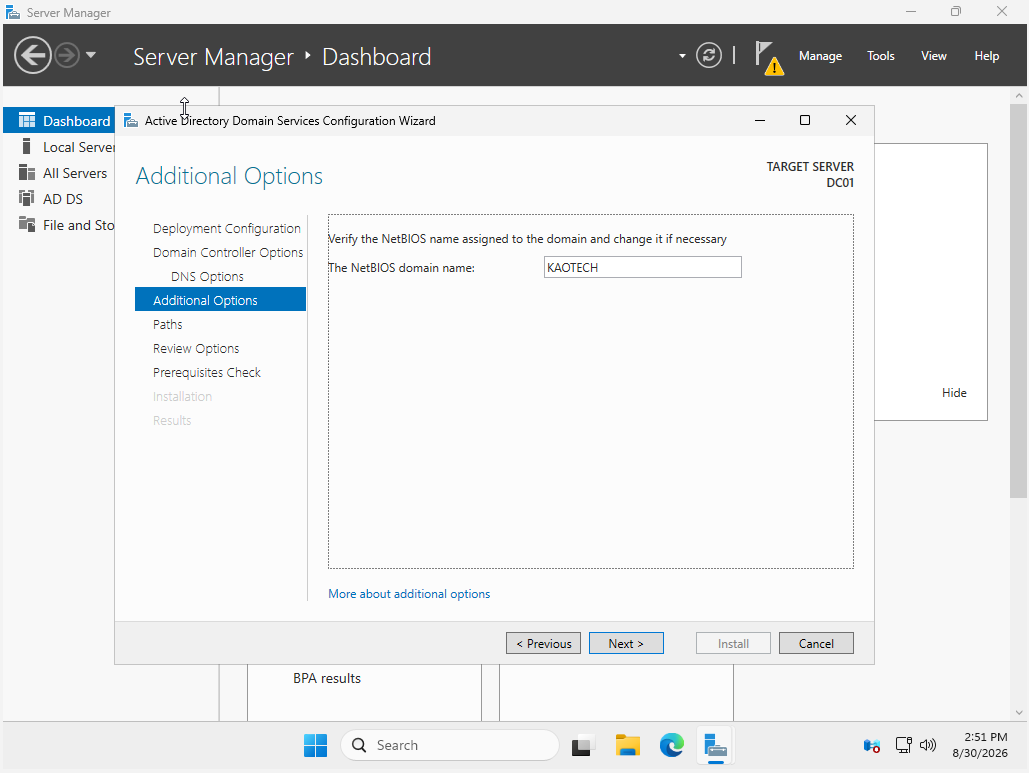 Server Manager
Server Manager ‣ Dashboard
Manage Tools View Help
Dashboard
Local Server
All Servers
AD DS
File and Sto
Active Directory Domain Services Configuration Wizard
Additional Options
TARGET SERVER
DC01
Deployment Configuration
Domain Controller Options
DNS Options
Additional Options
Paths
Review Options
Prerequisites Check
Installation
Results
Verify the NetBIOS name assigned to the domain and change it if necessary
The NetBIOS domain name: KAOTECH
More about additional options
< Previous Next > Install Cancel
Hide
BPA results
Search
2:51 PM
8/30/2026